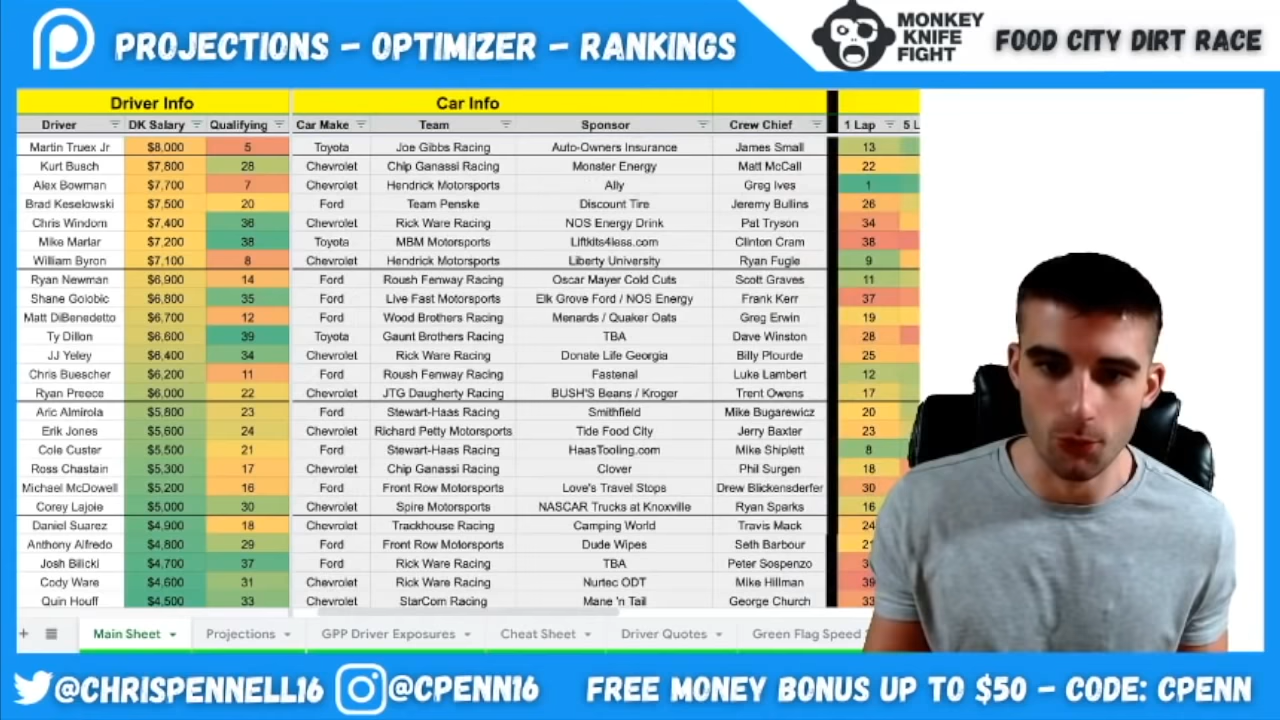 PROJECTIONS - OPTIMIZER - RANKINGS
MONKEY
KNIFE
FIGHT
FOOD CITY DIRT RACE
Driver Info Car Info
Driver DK Salary Qualifying Car Make Team Sponsor Crew Chief 1 Lap 5 L
Martin Truex Jr $8,000 5 Toyota Joe Gibbs Racing Auto-Owners Insurance James Small 13
Kurt Busch $7,800 28 Chevrolet Chip Ganassi Racing Monster Energy Matt McCall 22
Alex Bowman $7,700 7 Chevrolet Hendrick Motorsports Ally Greg Ives 1
Brad Keselowski $7,500 20 Ford Team Penske Discount Tire Jeremy Bullins 26
Chris Windom $7,400 36 Chevrolet Rick Ware Racing NOS Energy Drink Pat Tryson 34
Mike Marlar $7,200 38 Toyota MBM Motorsports Liftkits4less.com Clinton Cram 38
William Byron $7,100 8 Chevrolet Hendrick Motorsports Liberty University Ryan Fugle 9
Ryan Newman $6,900 14 Ford Roush Fenway Racing Oscar Mayer Cold Cuts Scott Graves 11
Shane Golobic $6,800 35 Ford Live Fast Motorsports Elk Grove Ford / NOS Energy Frank Kerr 37
Matt DiBenedetto $6,700 12 Ford Wood Brothers Racing Menards / Quaker Oats Greg Erwin 19
Ty Dillon $6,600 39 Toyota Gaunt Brothers Racing TBA Dave Winston 28
JJ Yeley $6,400 34 Chevrolet Rick Ware Racing Donate Life Georgia Billy Plourde 25
Chris Buescher $6,200 11 Ford Roush Fenway Racing Fastenal Luke Lambert 12
Ryan Preece $6,000 22 Chevrolet JTG Daugherty Racing BUSH'S Beans / Kroger Trent Owens 17
Aric Almirola $5,800 23 Ford Stewart-Haas Racing Smithfield Mike Bugarewicz 20
Erik Jones $5,600 24 Chevrolet Richard Petty Motorsports Tide Food City Jerry Baxter 23
Cole Custer $5,500 21 Ford Stewart-Haas Racing HaasTooling.com Mike Shiplett 8
Ross Chastain $5,300 17 Chevrolet Chip Ganassi Racing Clover Phil Surgen 18
Michael McDowell $5,200 16 Ford Front Row Motorsports Love's Travel Stops Drew Blickensderfer 30
Corey Lajoie $5,000 30 Chevrolet Spire Motorsports NASCAR Trucks at Knoxville Ryan Sparks 16
Daniel Suarez $4,900 18 Chevrolet Trackhouse Racing Camping World Travis Mack 24
Anthony Alfredo $4,800 29 Ford Front Row Motorsports Dude Wipes Seth Barbour
Josh Bilicki $4,700 37 Ford Rick Ware Racing TBA Peter Sospenzo
Cody Ware $4,600 31 Chevrolet Rick Ware Racing Nurtec ODT Mike Hillman 39
Quin Houff $4,500 33 Chevrolet StarCom Racing Mane 'n Tail George Church 33
+ Main Sheet Projections GPP Driver Exposures Cheat Sheet Driver Quotes Green Flag Speed
@CHRISPENNELL16 @CPENN16 FREE MONEY BONUS UP TO $50 - CODE: CPENN